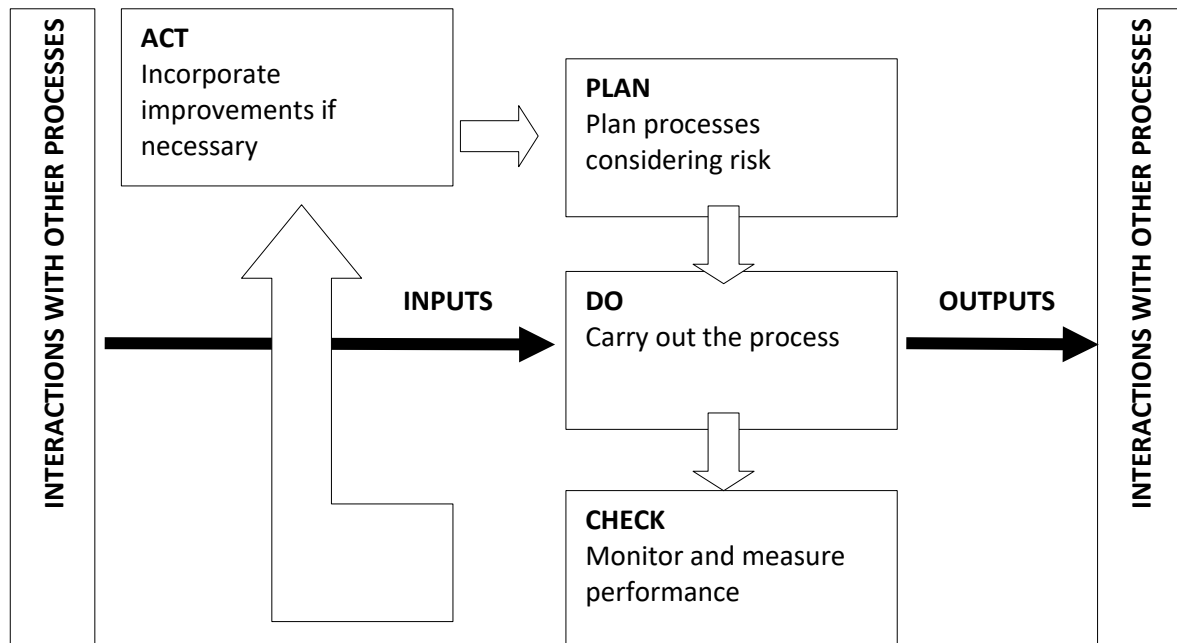 INTERACTIONS WITH OTHER PROCESSES
ACT
Incorporate
improvements if
necessary
PLAN
Plan processes
considering risk
INPUTS
DO
Carry out the process
OUTPUTS
CHECK
Monitor and measure
performance
INTERACTIONS WITH OTHER PROCESSES